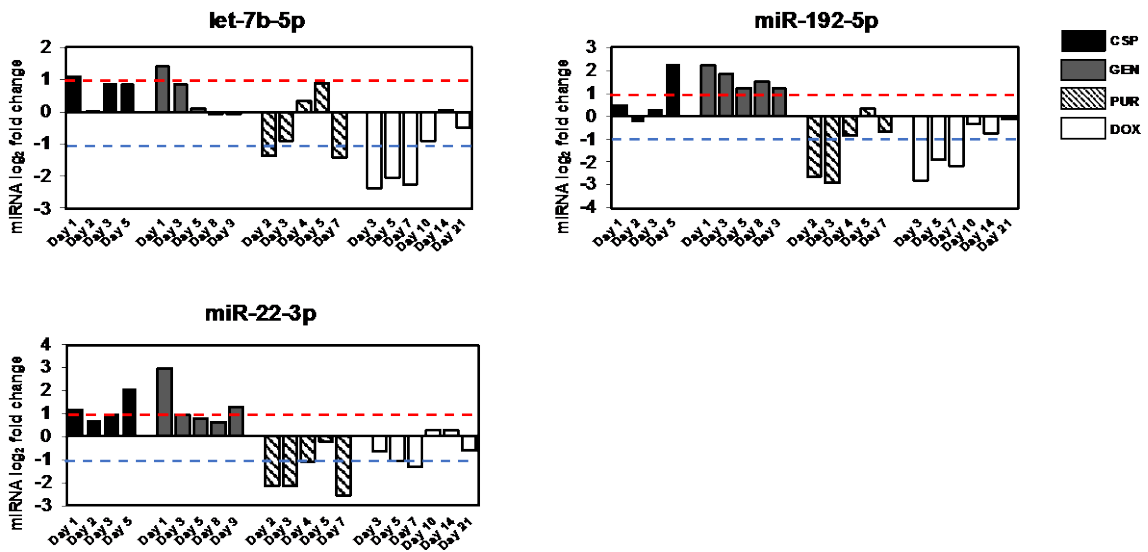 let-7b-5p
miRNA log2 fold change
2
1
0
-1
-2
-3
Day 1
Day 2
Day 3
Day 5
Day 1
Day 3
Day 5
Day 8
Day 9
Day 2
Day 3
Day 4
Day 5
Day 7
Day 3
Day 5
Day 7
Day 10
Day 14
Day 21
miR-192-5p
miRNA log2 fold change
3
2
1
0
-1
-2
-3
-4
Day 1
Day 2
Day 3
Day 5
Day 1
Day 3
Day 5
Day 8
Day 9
Day 2
Day 3
Day 4
Day 5
Day 7
Day 3
Day 5
Day 7
Day 10
Day 14
Day 21
CSP
GEN
PUR
DOX
miR-22-3p
miRNA log2 fold change
4
3
2
1
0
-1
-2
-3
Day 1
Day 2
Day 3
Day 5
Day 1
Day 3
Day 5
Day 8
Day 9
Day 2
Day 3
Day 4
Day 5
Day 7
Day 3
Day 5
Day 7
Day 10
Day 14
Day 21